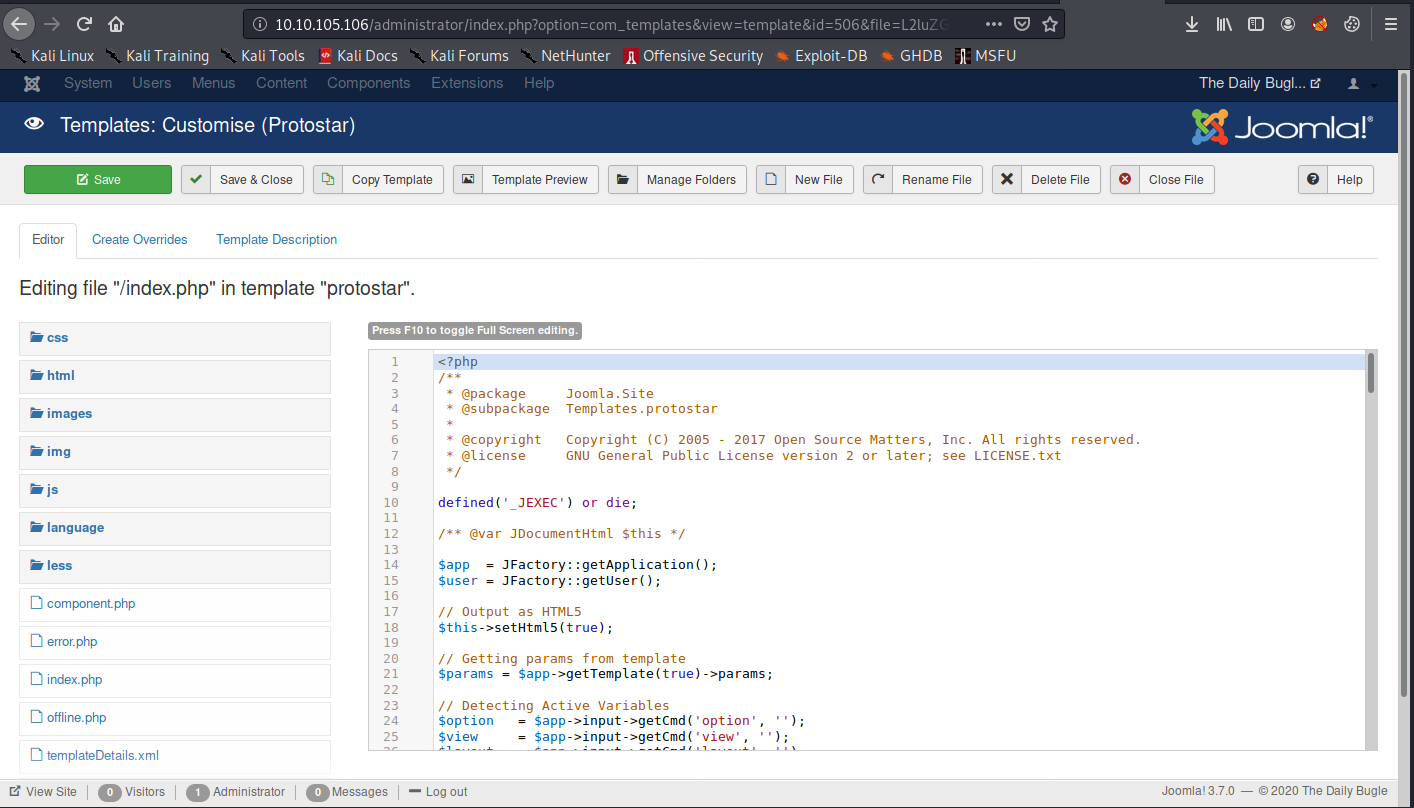 10.10.105.106/administrator/index.php?option=com_templates&view=template&id=506&file=L2luZG
Kali Linux Kali Training Kali Tools Kali Docs Kali Forums NetHunter Offensive Security Exploit-DB GHDB MSFU
System Users Menus Content Components Extensions Help The Daily Bugl...
Templates: Customise (Protostar) Joomla!®
Save Save & Close Copy Template Template Preview Manage Folders New File Rename File Delete File Close File Help
Editor Create Overrides Template Description
Editing file "/index.php" in template "protostar".
css
html
images
img
js
language
less
component.php
error.php
index.php
offline.php
templateDetails.xml
Press F10 to toggle Full Screen editing.
1 <?php
2 /**
3 * @package Joomla.Site
4 * @subpackage Templates.protostar
5 *
6 * @copyright Copyright (C) 2005 - 2017 Open Source Matters, Inc. All rights reserved.
7 * @license GNU General Public License version 2 or later; see LICENSE.txt
8 */
9
10 defined('_JEXEC') or die;
11
12 /** @var JDocumentHtml $this */
13
14 $app = JFactory::getApplication();
15 $user = JFactory::getUser();
16
17 // Output as HTML5
18 $this->setHtml5(true);
19
20 // Getting params from template
21 $params = $app->getTemplate(true)->params;
22
23 // Detecting Active Variables
24 $option = $app->input->getCmd('option', '');
25 $view = $app->input->getCmd('view', '');
26 $layout = $app->input->getCmd('layout', '')
View Site 0 Visitors 1 Administrator 0 Messages Log out Joomla! 3.7.0 — © 2020 The Daily Bugle